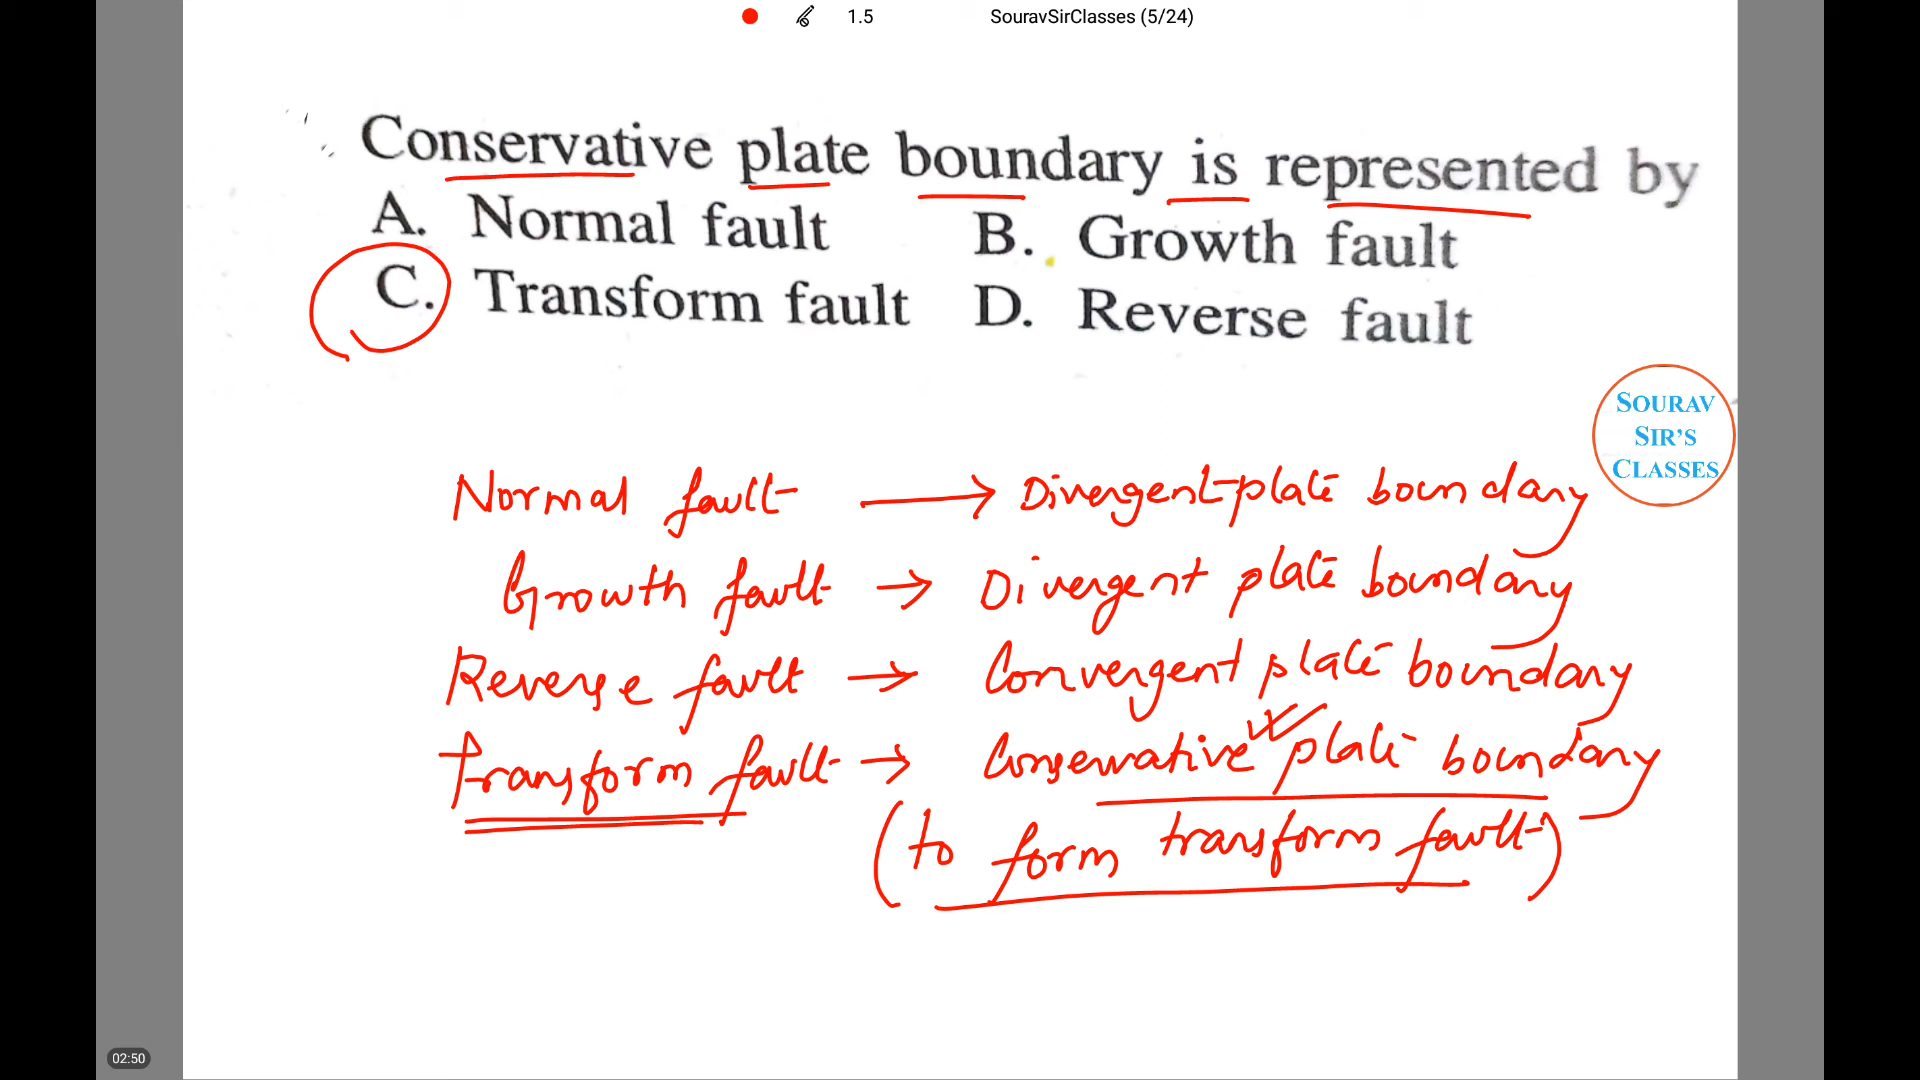 1.5 SouravSirClasses (5/24)
Conservative plate boundary is represented by
A. Normal fault B. Growth fault
C. Transform fault D. Reverse fault
SOURAV
SIR'S
CLASSES
Normal fault → Divergent plate boundary
Growth fault → Divergent plate boundary
Reverse fault → Convergent plate boundary
Transform fault → Conservative plate boundary
(to form transform fault)
02:50